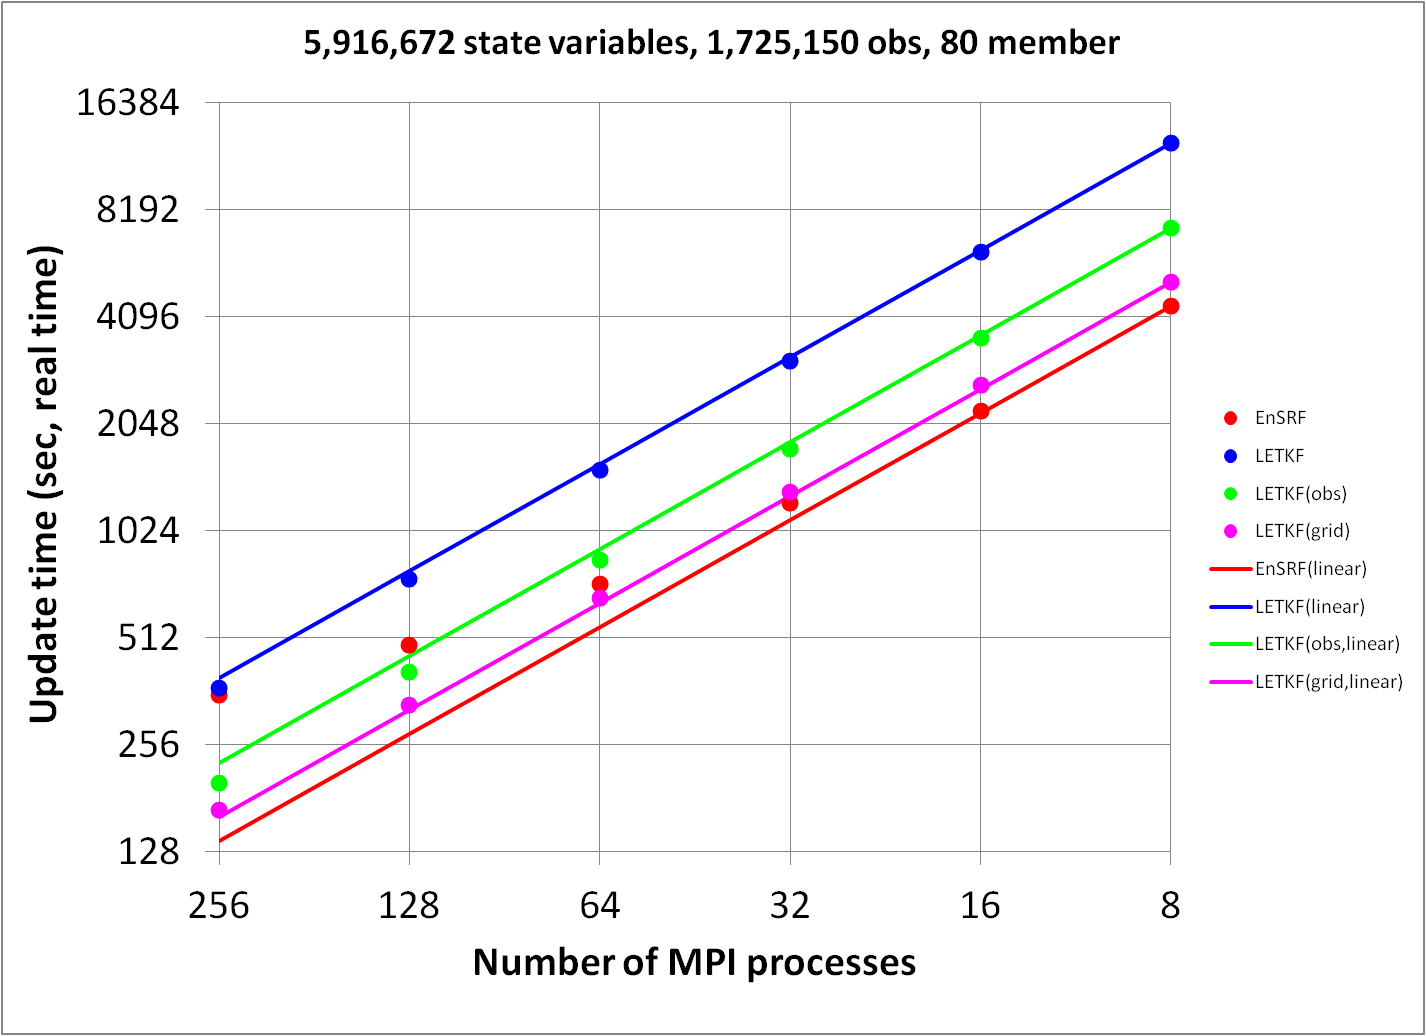 5,916,672 state variables, 1,725,150 obs, 80 member
Update time (sec, real time)
16384
8192
4096
2048
1024
512
256
128
256 128 64 32 16 8
Number of MPI processes
EnSRF
LETKF
LETKF(obs)
LETKF(grid)
EnSRF(linear)
LETKF(linear)
LETKF(obs,linear)
LETKF(grid,linear)